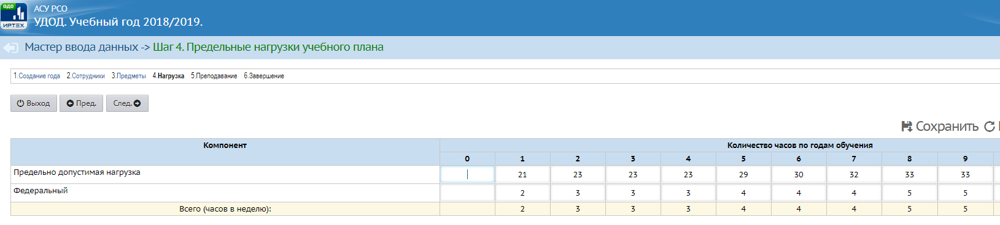 ОДО
ИРТЕХ
АСУ РСО
УДОД. Учебный год 2018/2019.
Мастер ввода данных -> Шаг 4. Предельные нагрузки учебного плана
1.Создание года 2.Сотрудники 3.Предметы 4.Нагрузка 5.Преподавание 6.Завершение
Выход Пред. След.
Сохранить
Компонент Количество часов по годам обучения
0 1 2 3 4 5 6 7 8 9
Предельно допустимая нагрузка 21 23 23 23 29 30 32 33 33
Федеральный 2 3 3 3 4 4 4 5 5
Всего (часов в неделю): 2 3 3 3 4 4 4 5 5